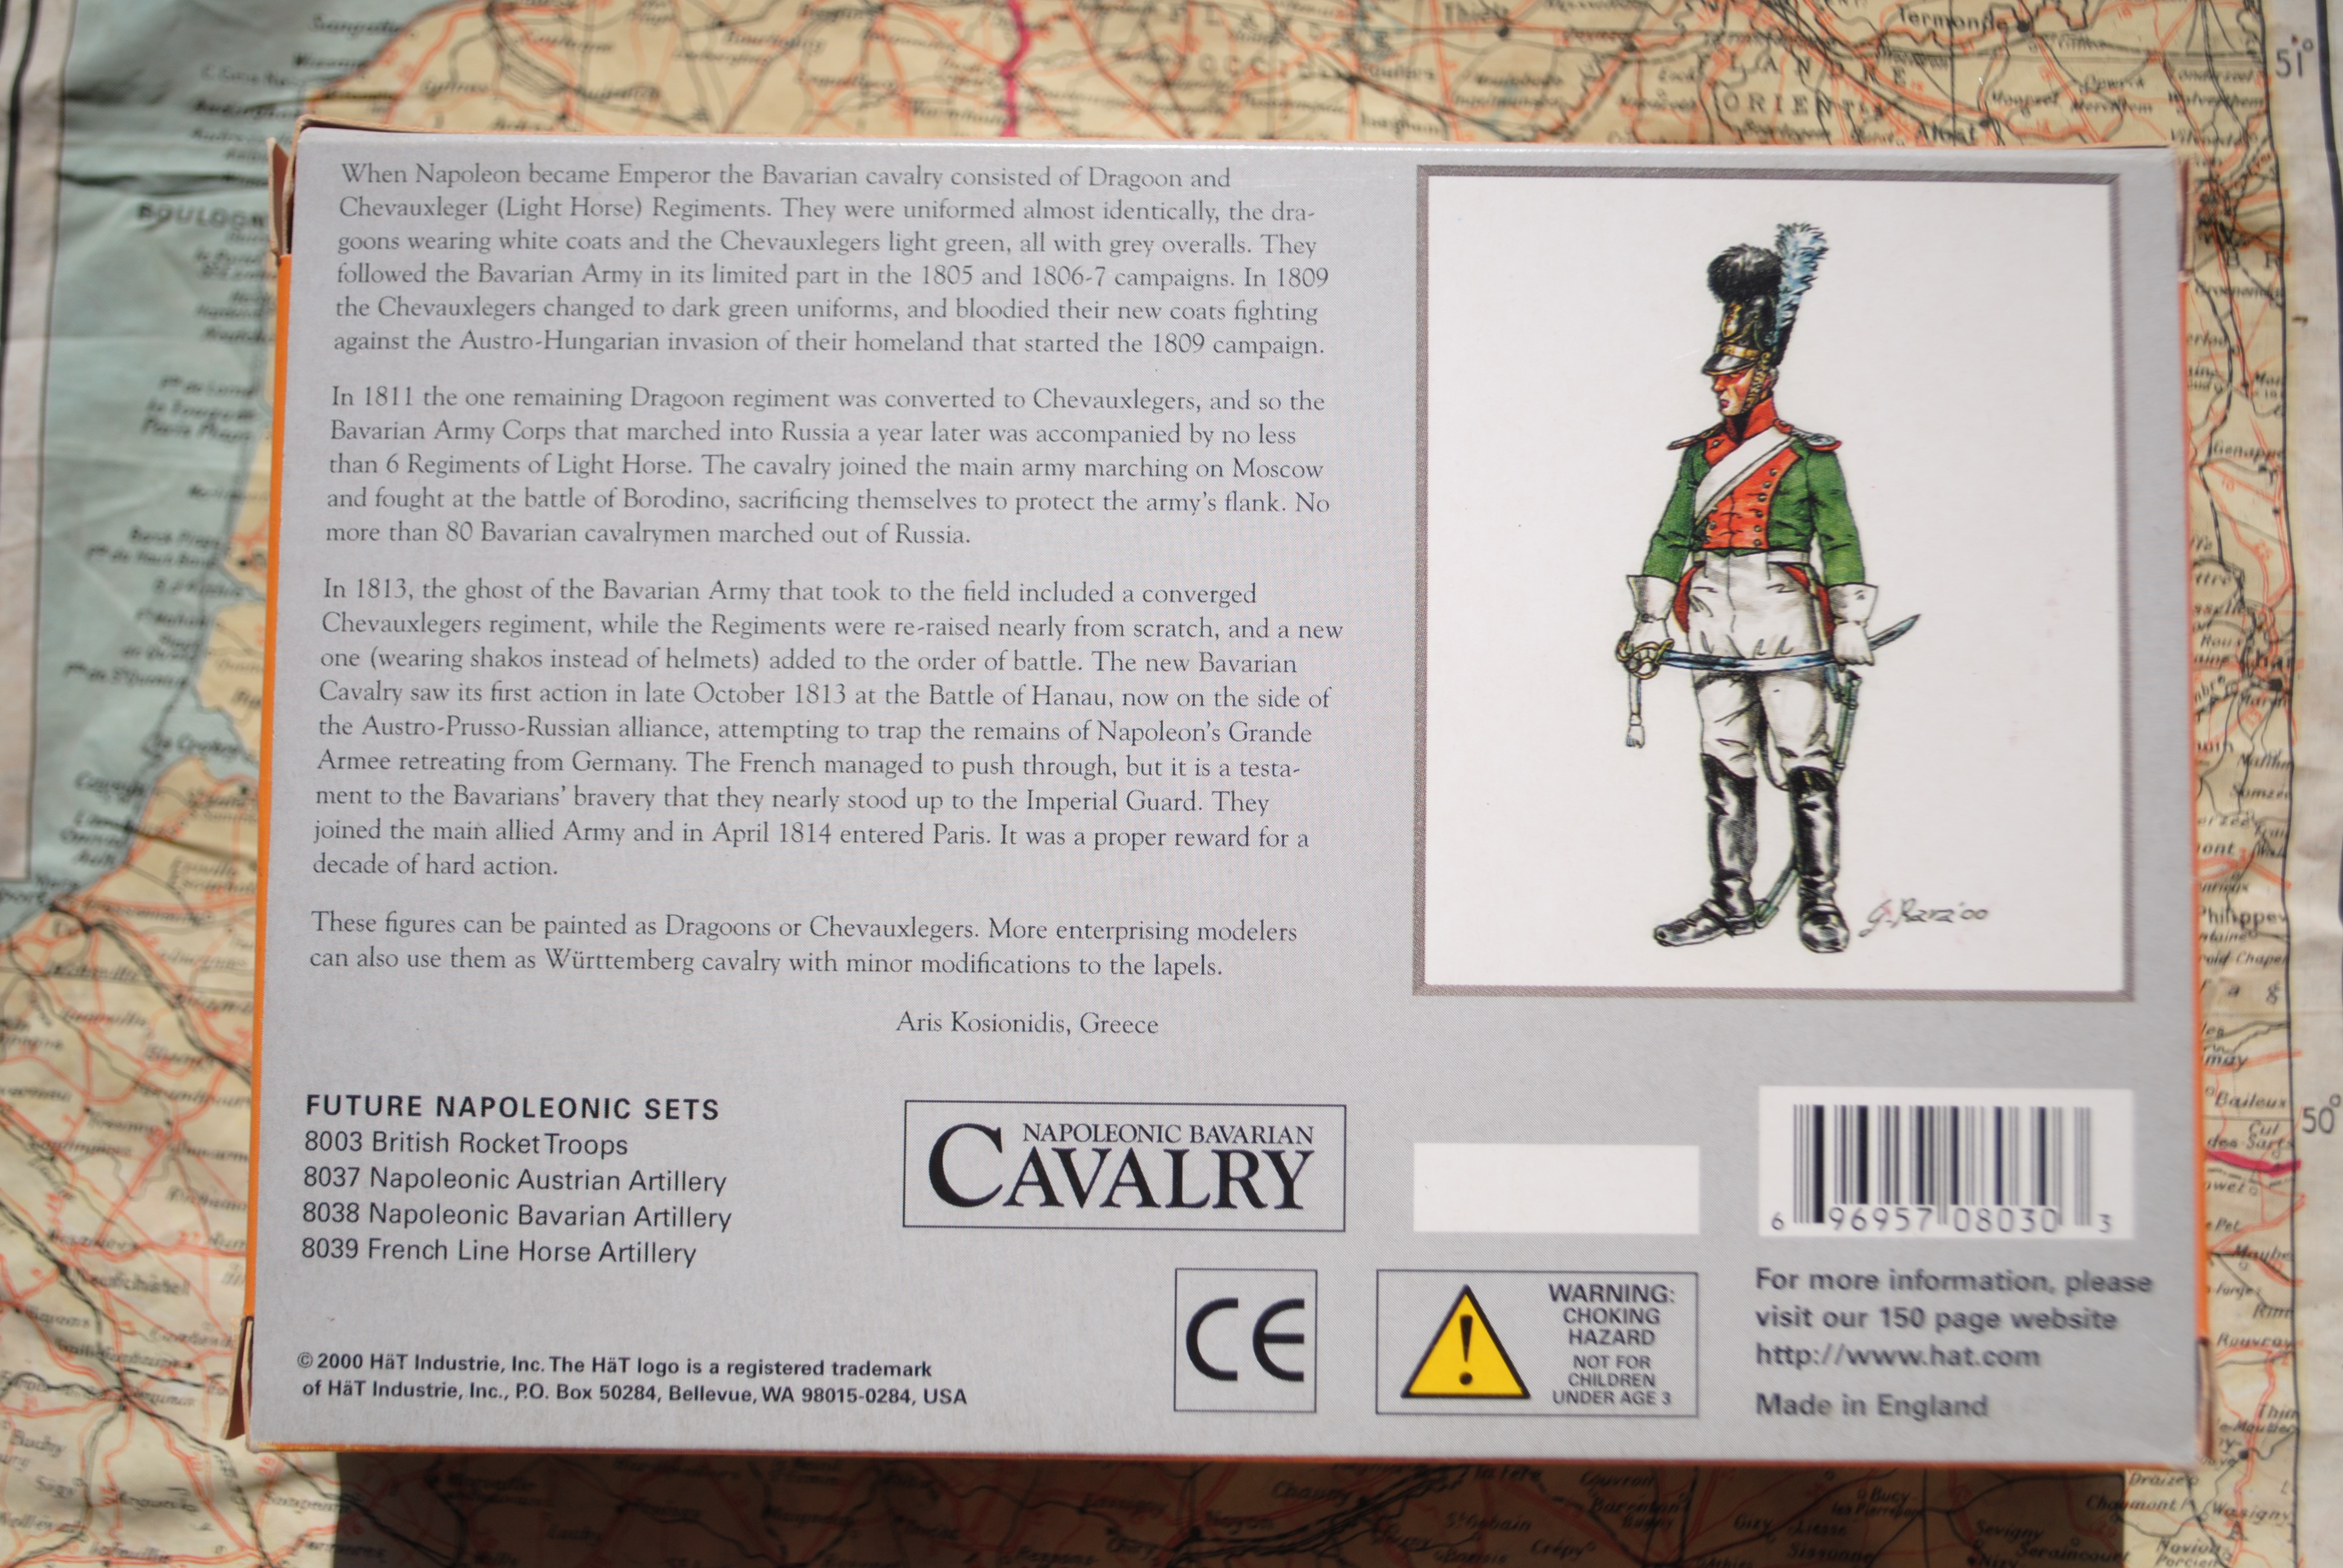 When Napoleon became Emperor the Bavarian cavalry consisted of Dragoon and
Chevauxleger (Light Horse) Regiments. They were uniformed almost identically, the dra-
goons wearing white coats and the Chevauxlegers light green, all with grey overalls. They
followed the Bavarian Army in its limited part in the 1805 and 1806-7 campaigns. In 1809
the Chevauxlegers changed to dark green uniforms, and bloodied their new coats fighting
against the Austro-Hungarian invasion of their homeland that started the 1809 campaign.
In 1811 the one remaining Dragoon regiment was converted to Chevauxlegers, and so the
Bavarian Army Corps that marched into Russia a year later was accompanied by no less
than 6 Regiments of Light Horse. The cavalry joined the main army marching on Moscow
and fought at the battle of Borodino, sacrificing themselves to protect the army's flank. No
more than 80 Bavarian cavalrymen marched out of Russia.
In 1813, the ghost of the Bavarian Army that took to the field included a converged
Chevauxlegers regiment, while the Regiments were re-raised nearly from scratch, and a new
one (wearing shakos instead of helmets) added to the order of battle. The new Bavarian
Cavalry saw its first action in late October 1813 at the Battle of Hanau, now on the side of
the Austro-Prusso-Russian alliance, attempting to trap the remains of Napoleon's Grande
Armee retreating from Germany. The French managed to push through, but it is a testa-
ment to the Bavarians' bravery that they nearly stood up to the Imperial Guard. They
joined the main allied Army and in April 1814 entered Paris. It was a proper reward for a
decade of hard action.
These figures can be painted as Dragoons or Chevauxlegers. More enterprising modelers
can also use them as Württemberg cavalry with minor modifications to the lapels.
Aris Kosionidis, Greece
G. Rava '00
FUTURE NAPOLEONIC SETS
8003 British Rocket Troops
8037 Napoleonic Austrian Artillery
8038 Napoleonic Bavarian Artillery
8039 French Line Horse Artillery
NAPOLEONIC BAVARIAN
CAVALRY
6 96957 08030 3
© 2000 HäT Industrie, Inc. The HäT logo is a registered trademark
of HäT Industrie, Inc., P.O. Box 50284, Bellevue, WA 98015-0284, USA
CE
WARNING:
CHOKING
HAZARD
NOT FOR
CHILDREN
UNDER AGE 3
For more information, please
visit our 150 page website
http://www.hat.com
Made in England
Termonde
51°
FLANDRE
ORIENT
Alost
BOULOGN
Genappe
Philippev
50°
Baileux
Chauny
Noyon
Sevigny